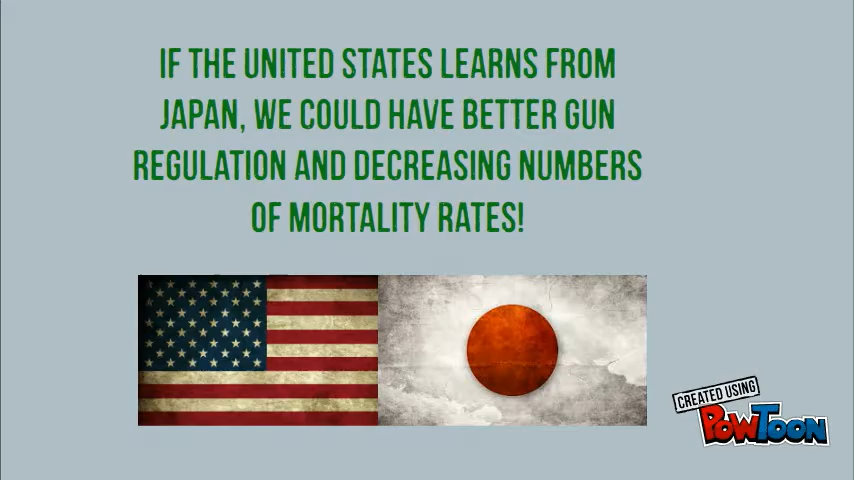 IF THE UNITED STATES LEARNS FROM
JAPAN, WE COULD HAVE BETTER GUN
REGULATION AND DECREASING NUMBERS
OF MORTALITY RATES!
CREATED USING
POWTOON